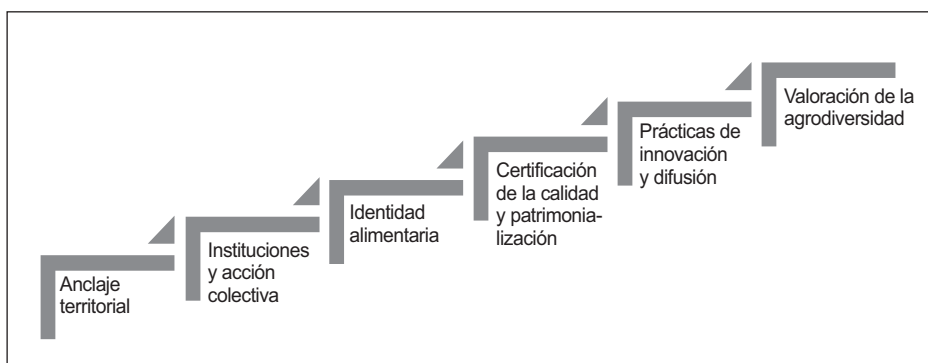 Anclaje
territorial
Instituciones
y acción
colectiva
Identidad
alimentaria
Certificación
de la calidad
y patrimonia-
lización
Prácticas de
innovación
y difusión
Valoración de la
agrodiversidad